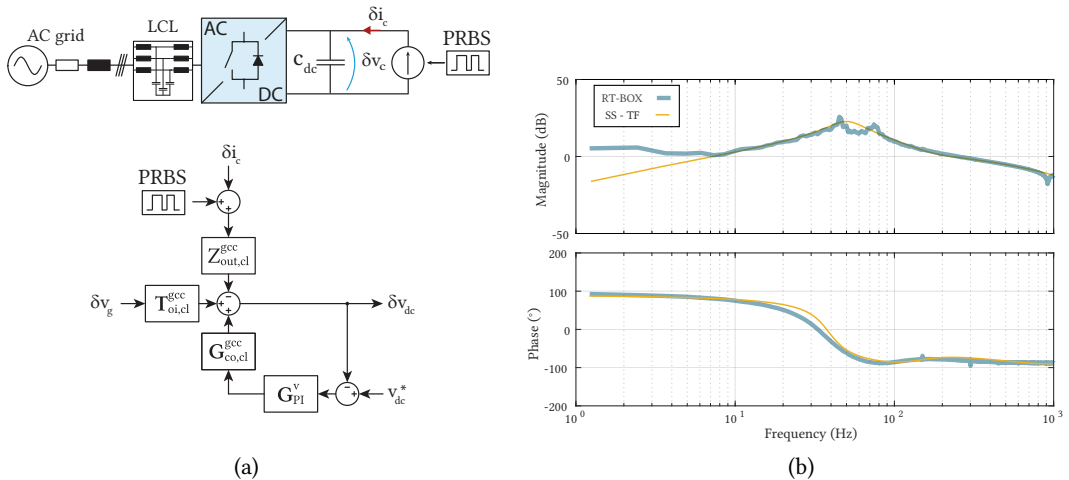 AC grid
LCL
AC
DC
C_dc
δv_c
δi_c
PRBS
δi_c
PRBS
Z^gcc_out,cl
δv_g
T^gcc_oi,cl
δv_dc
G^gcc_co,cl
G^v_PI
v_dc^*
(a)
50
0
-50
Magnitude (dB)
RT-BOX
SS - TF
200
100
0
-100
-200
Phase (°)
10^0
10^1
10^2
10^3
Frequency (Hz)
(b)